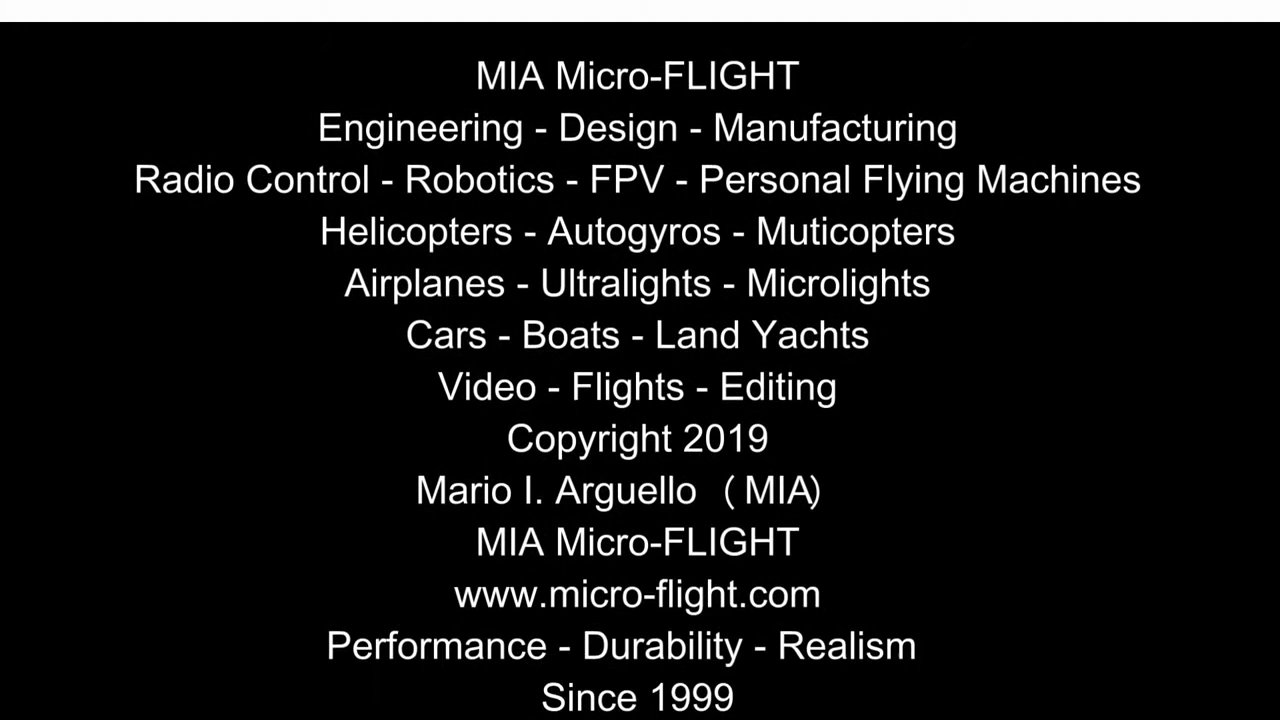 MIA Micro-FLIGHT
Engineering - Design - Manufacturing
Radio Control - Robotics - FPV - Personal Flying Machines
Helicopters - Autogyros - Muticopters
Airplanes - Ultralights - Microlights
Cars - Boats - Land Yachts
Video - Flights - Editing
Copyright 2019
Mario I. Arguello ( MIA)
MIA Micro-FLIGHT
www.micro-flight.com
Performance - Durability - Realism
Since 1999